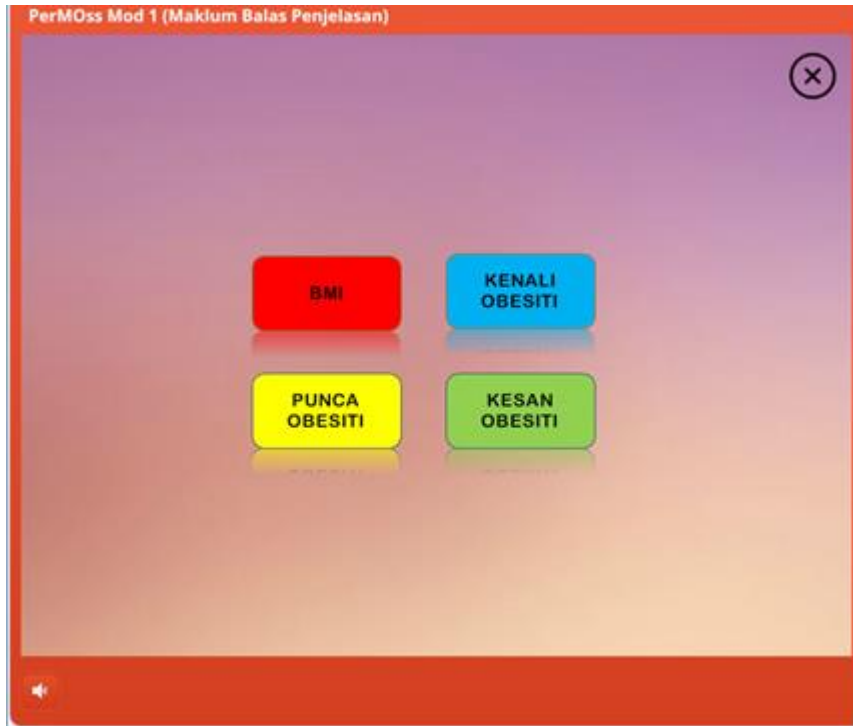 PerMOss Mod 1 (Maklum Balas Penjelasan)
BMI
KENALI
OBESITI
PUNCA
OBESITI
KESAN
OBESITI